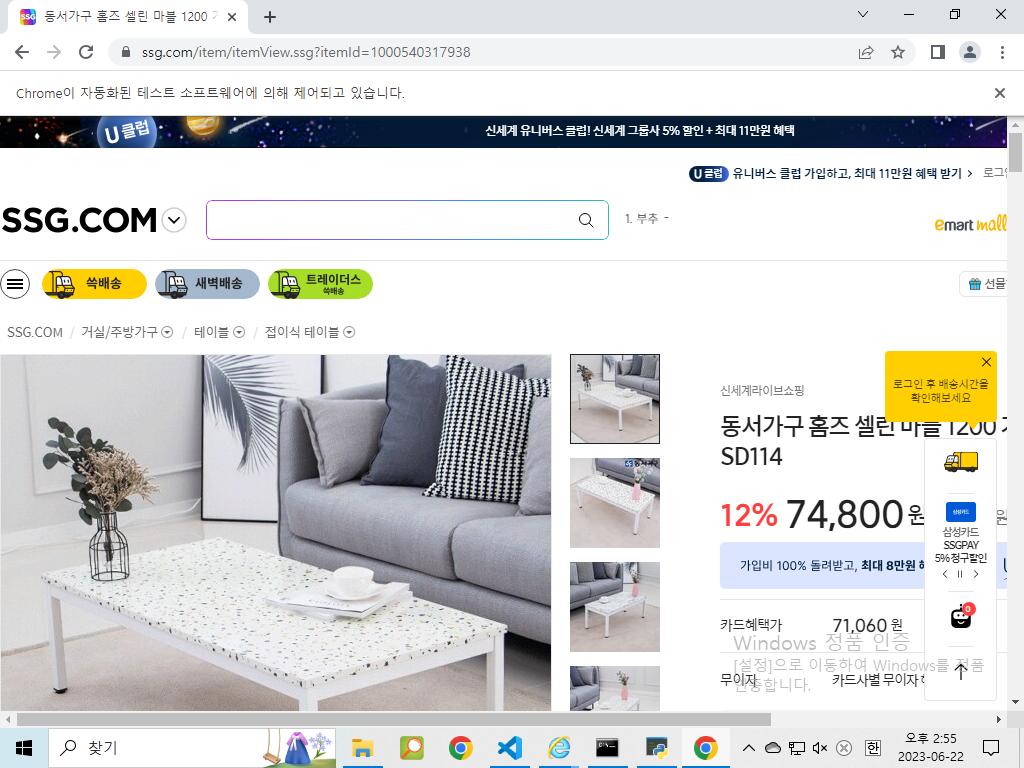 동서가구 홈즈 셀린 마블 1200
ssg.com/item/itemView.ssg?itemId=1000540317938
Chrome이 자동화된 테스트 소프트웨어에 의해 제어되고 있습니다.
U 클럽
신세계 유니버스 클럽! 신세계 그룹사 5% 할인 + 최대 11만원 혜택
U 클럽 유니버스 클럽 가입하고, 최대 11만원 혜택 받기 >
SSG.COM
1. 부추 -
emart mall
쓱배송
새벽배송
트레이더스
쓱배송
선물
SSG.COM / 거실/주방가구 / 테이블 / 접이식 테이블
로그인 후 배송시간을
확인해보세요
신세계라이브쇼핑
동서가구 홈즈 셀린 마블 1200
SD114
12% 74,800 원
원
가입비 100% 돌려받고, 최대 8만원
삼성카드
삼성카드
SSGPAY
5% 청구할인
0
카드혜택가 71,060 원
무이자 카드사별 무이자
Windows 정품 인증
[설정]으로 이동하여 Windows를 정품
인증합니다.
찾기
한
오후 2:55
2023-06-22